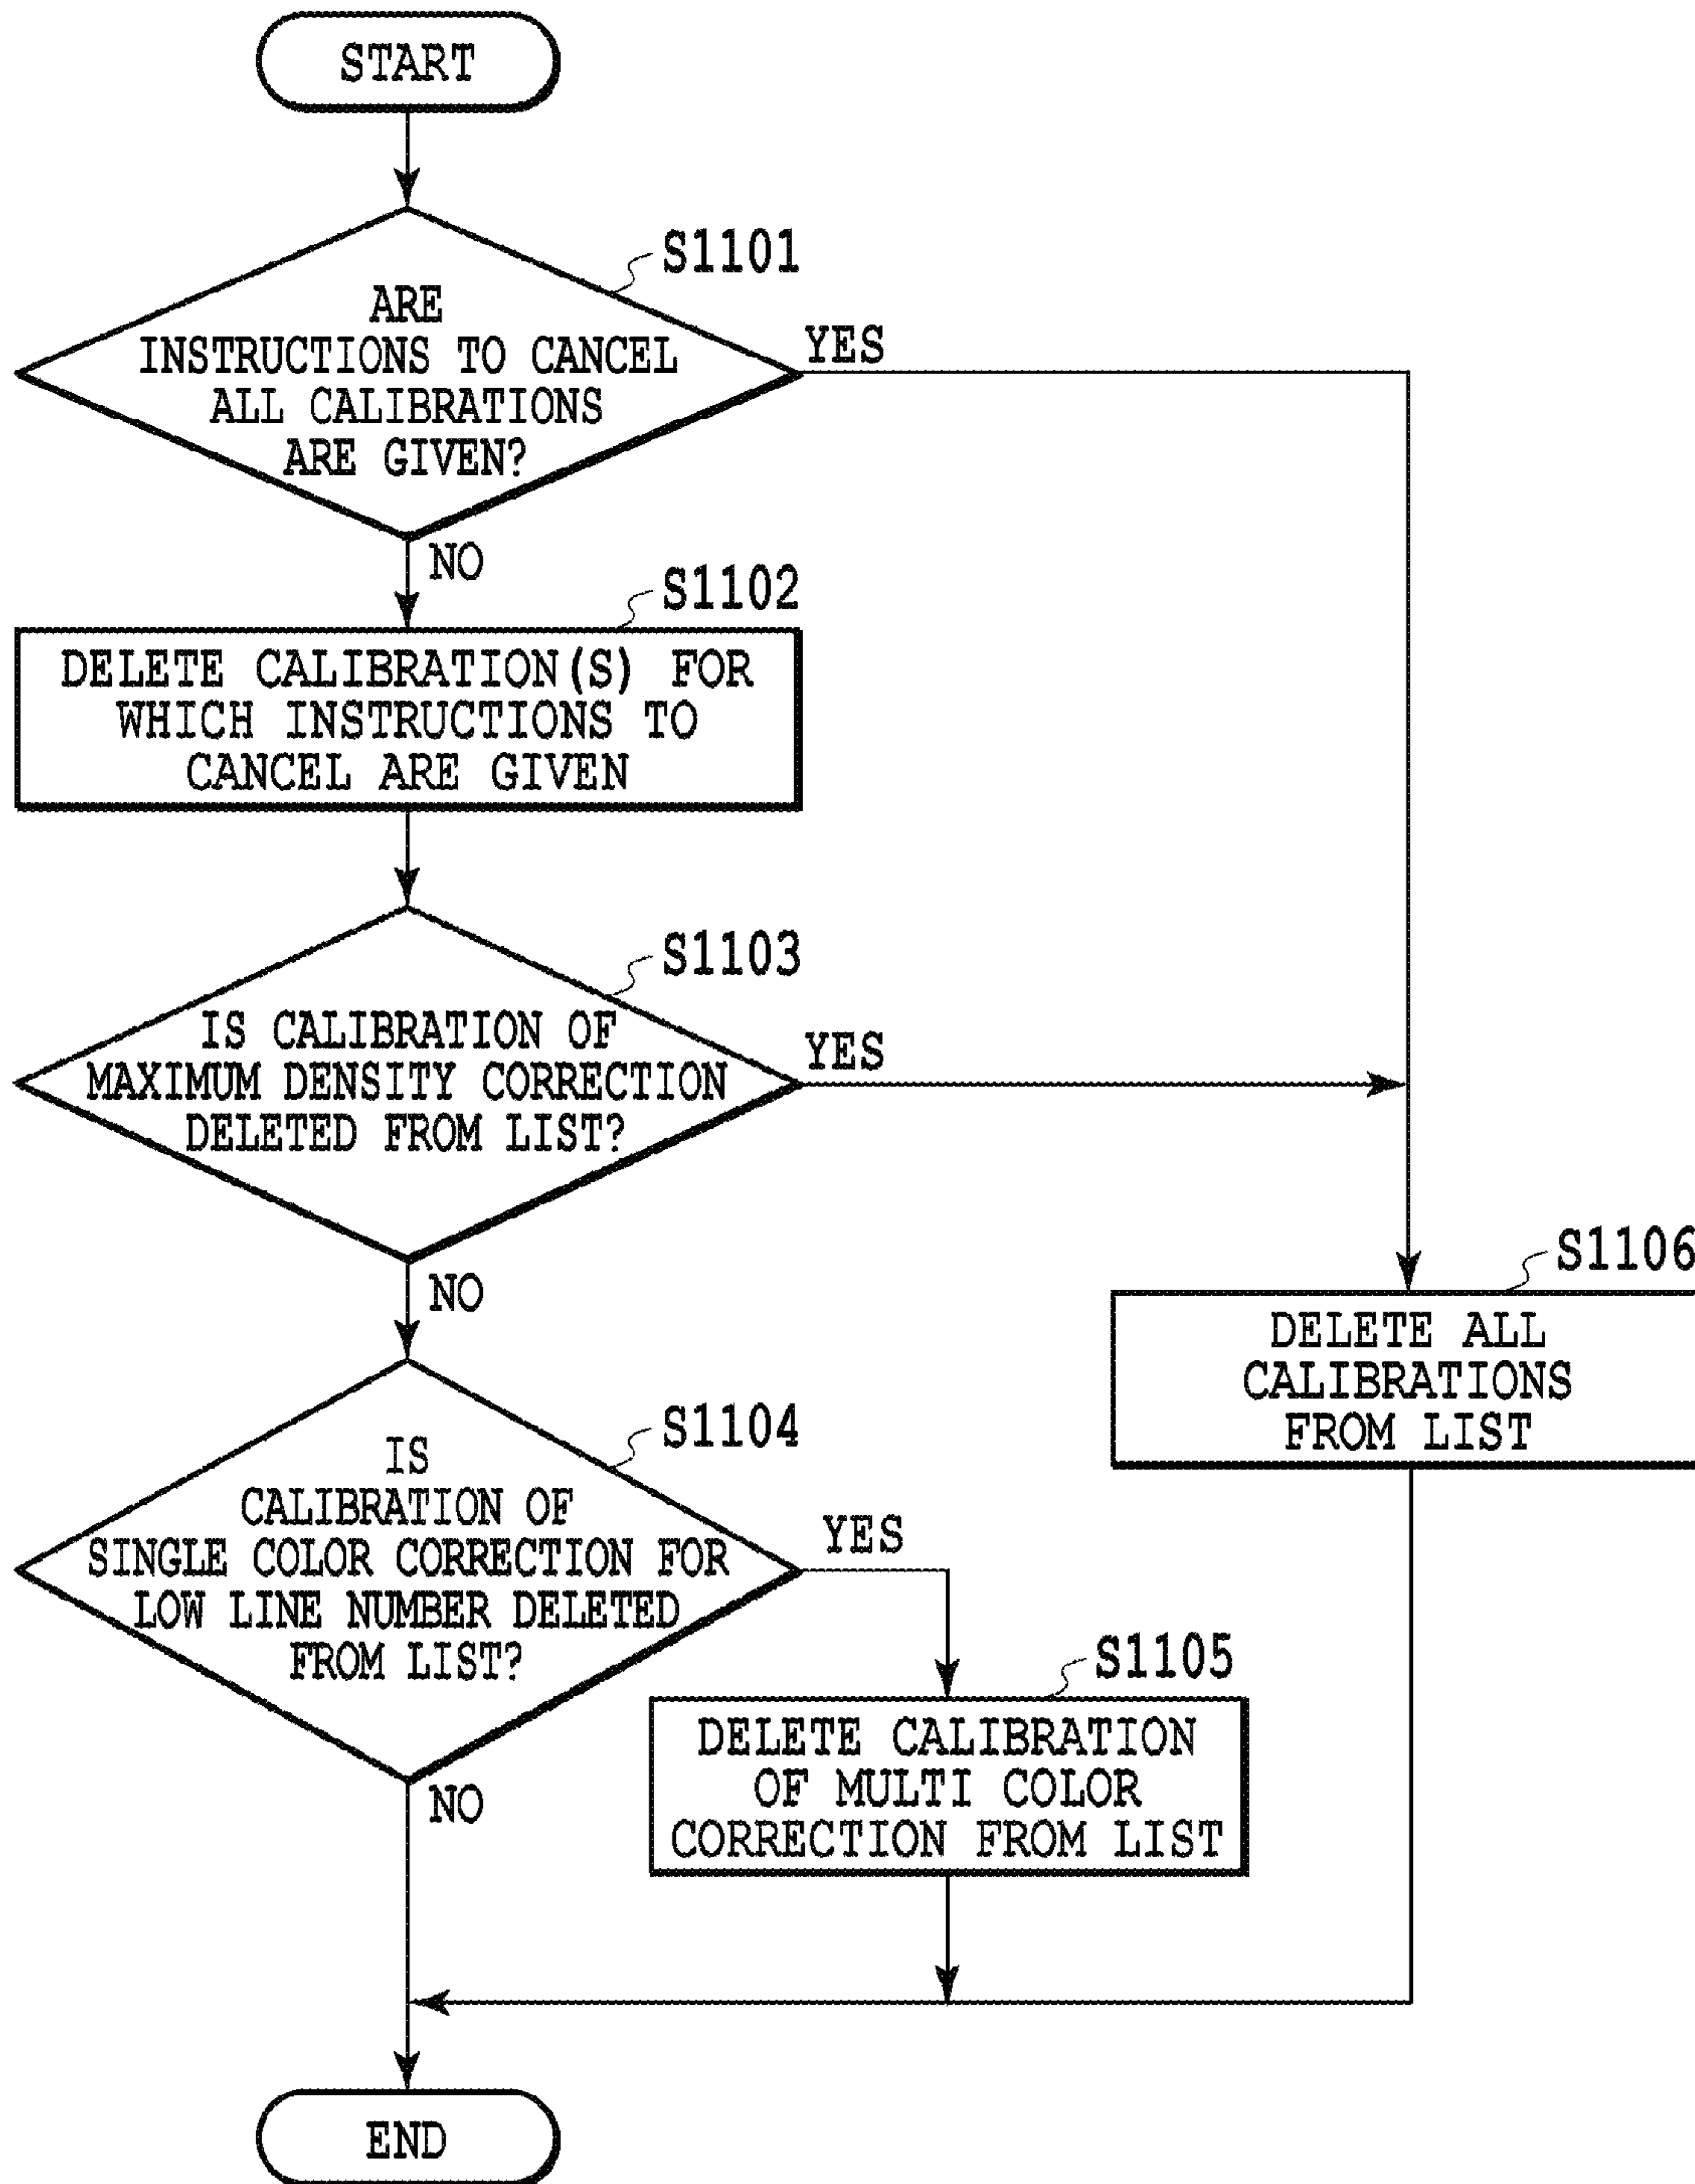 START
S1101
ARE
INSTRUCTIONS TO CANCEL
ALL CALIBRATIONS
ARE GIVEN?
YES
NO
S1102
DELETE CALIBRATION(S) FOR
WHICH INSTRUCTIONS TO
CANCEL ARE GIVEN
S1103
IS CALIBRATION OF
MAXIMUM DENSITY CORRECTION
DELETED FROM LIST?
YES
NO
S1106
DELETE ALL
CALIBRATIONS
FROM LIST
S1104
IS
CALIBRATION OF
SINGLE COLOR CORRECTION FOR
LOW LINE NUMBER DELETED
FROM LIST?
YES
NO
S1105
DELETE CALIBRATION
OF MULTI COLOR
CORRECTION FROM LIST
END